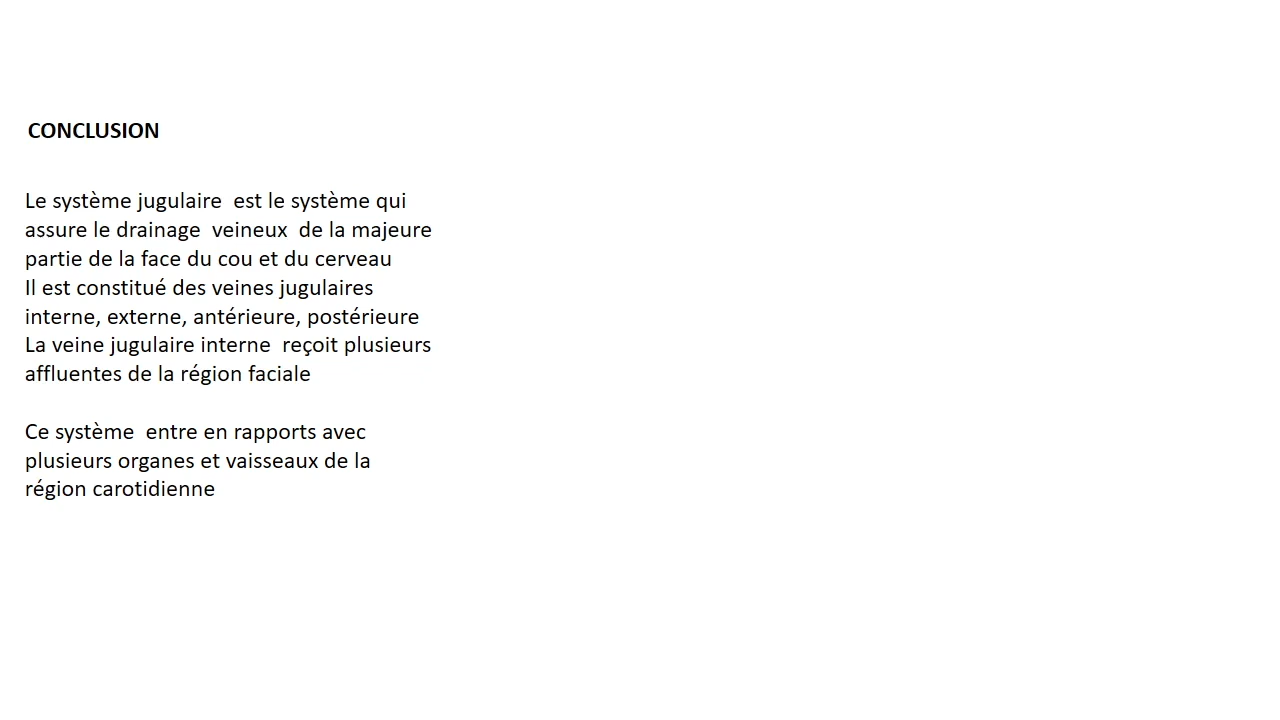 CONCLUSION
Le système jugulaire  est le système qui
assure le drainage  veineux  de la majeure
partie de la face du cou et du cerveau
Il est constitué des veines jugulaires
interne, externe, antérieure, postérieure
La veine jugulaire interne  reçoit plusieurs
affluentes de la région faciale
Ce système  entre en rapports avec
plusieurs organes et vaisseaux de la
région carotidienne